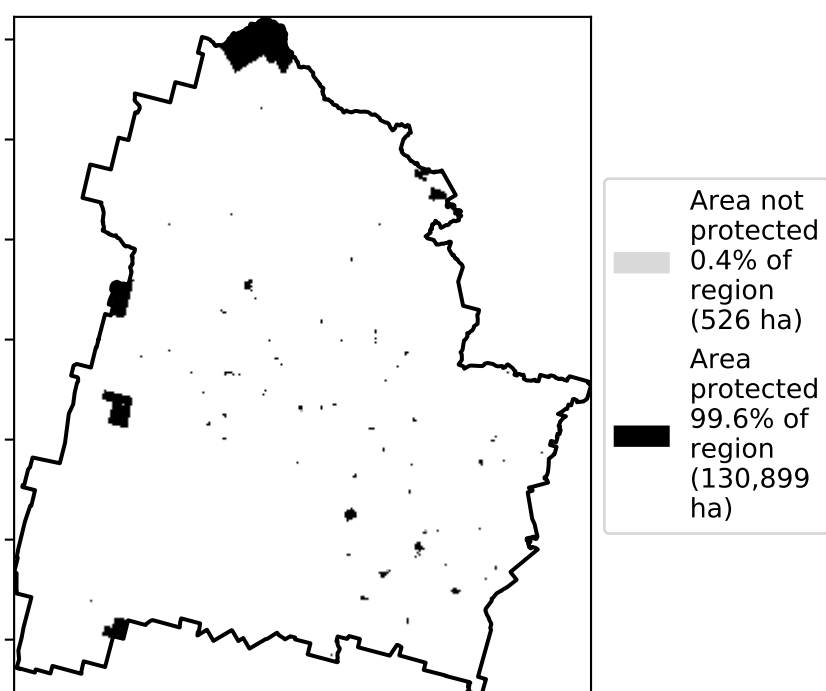 Area not
protected
0.4% of
region
(526 ha)
Area
protected
99.6% of
region
(130,899
ha)